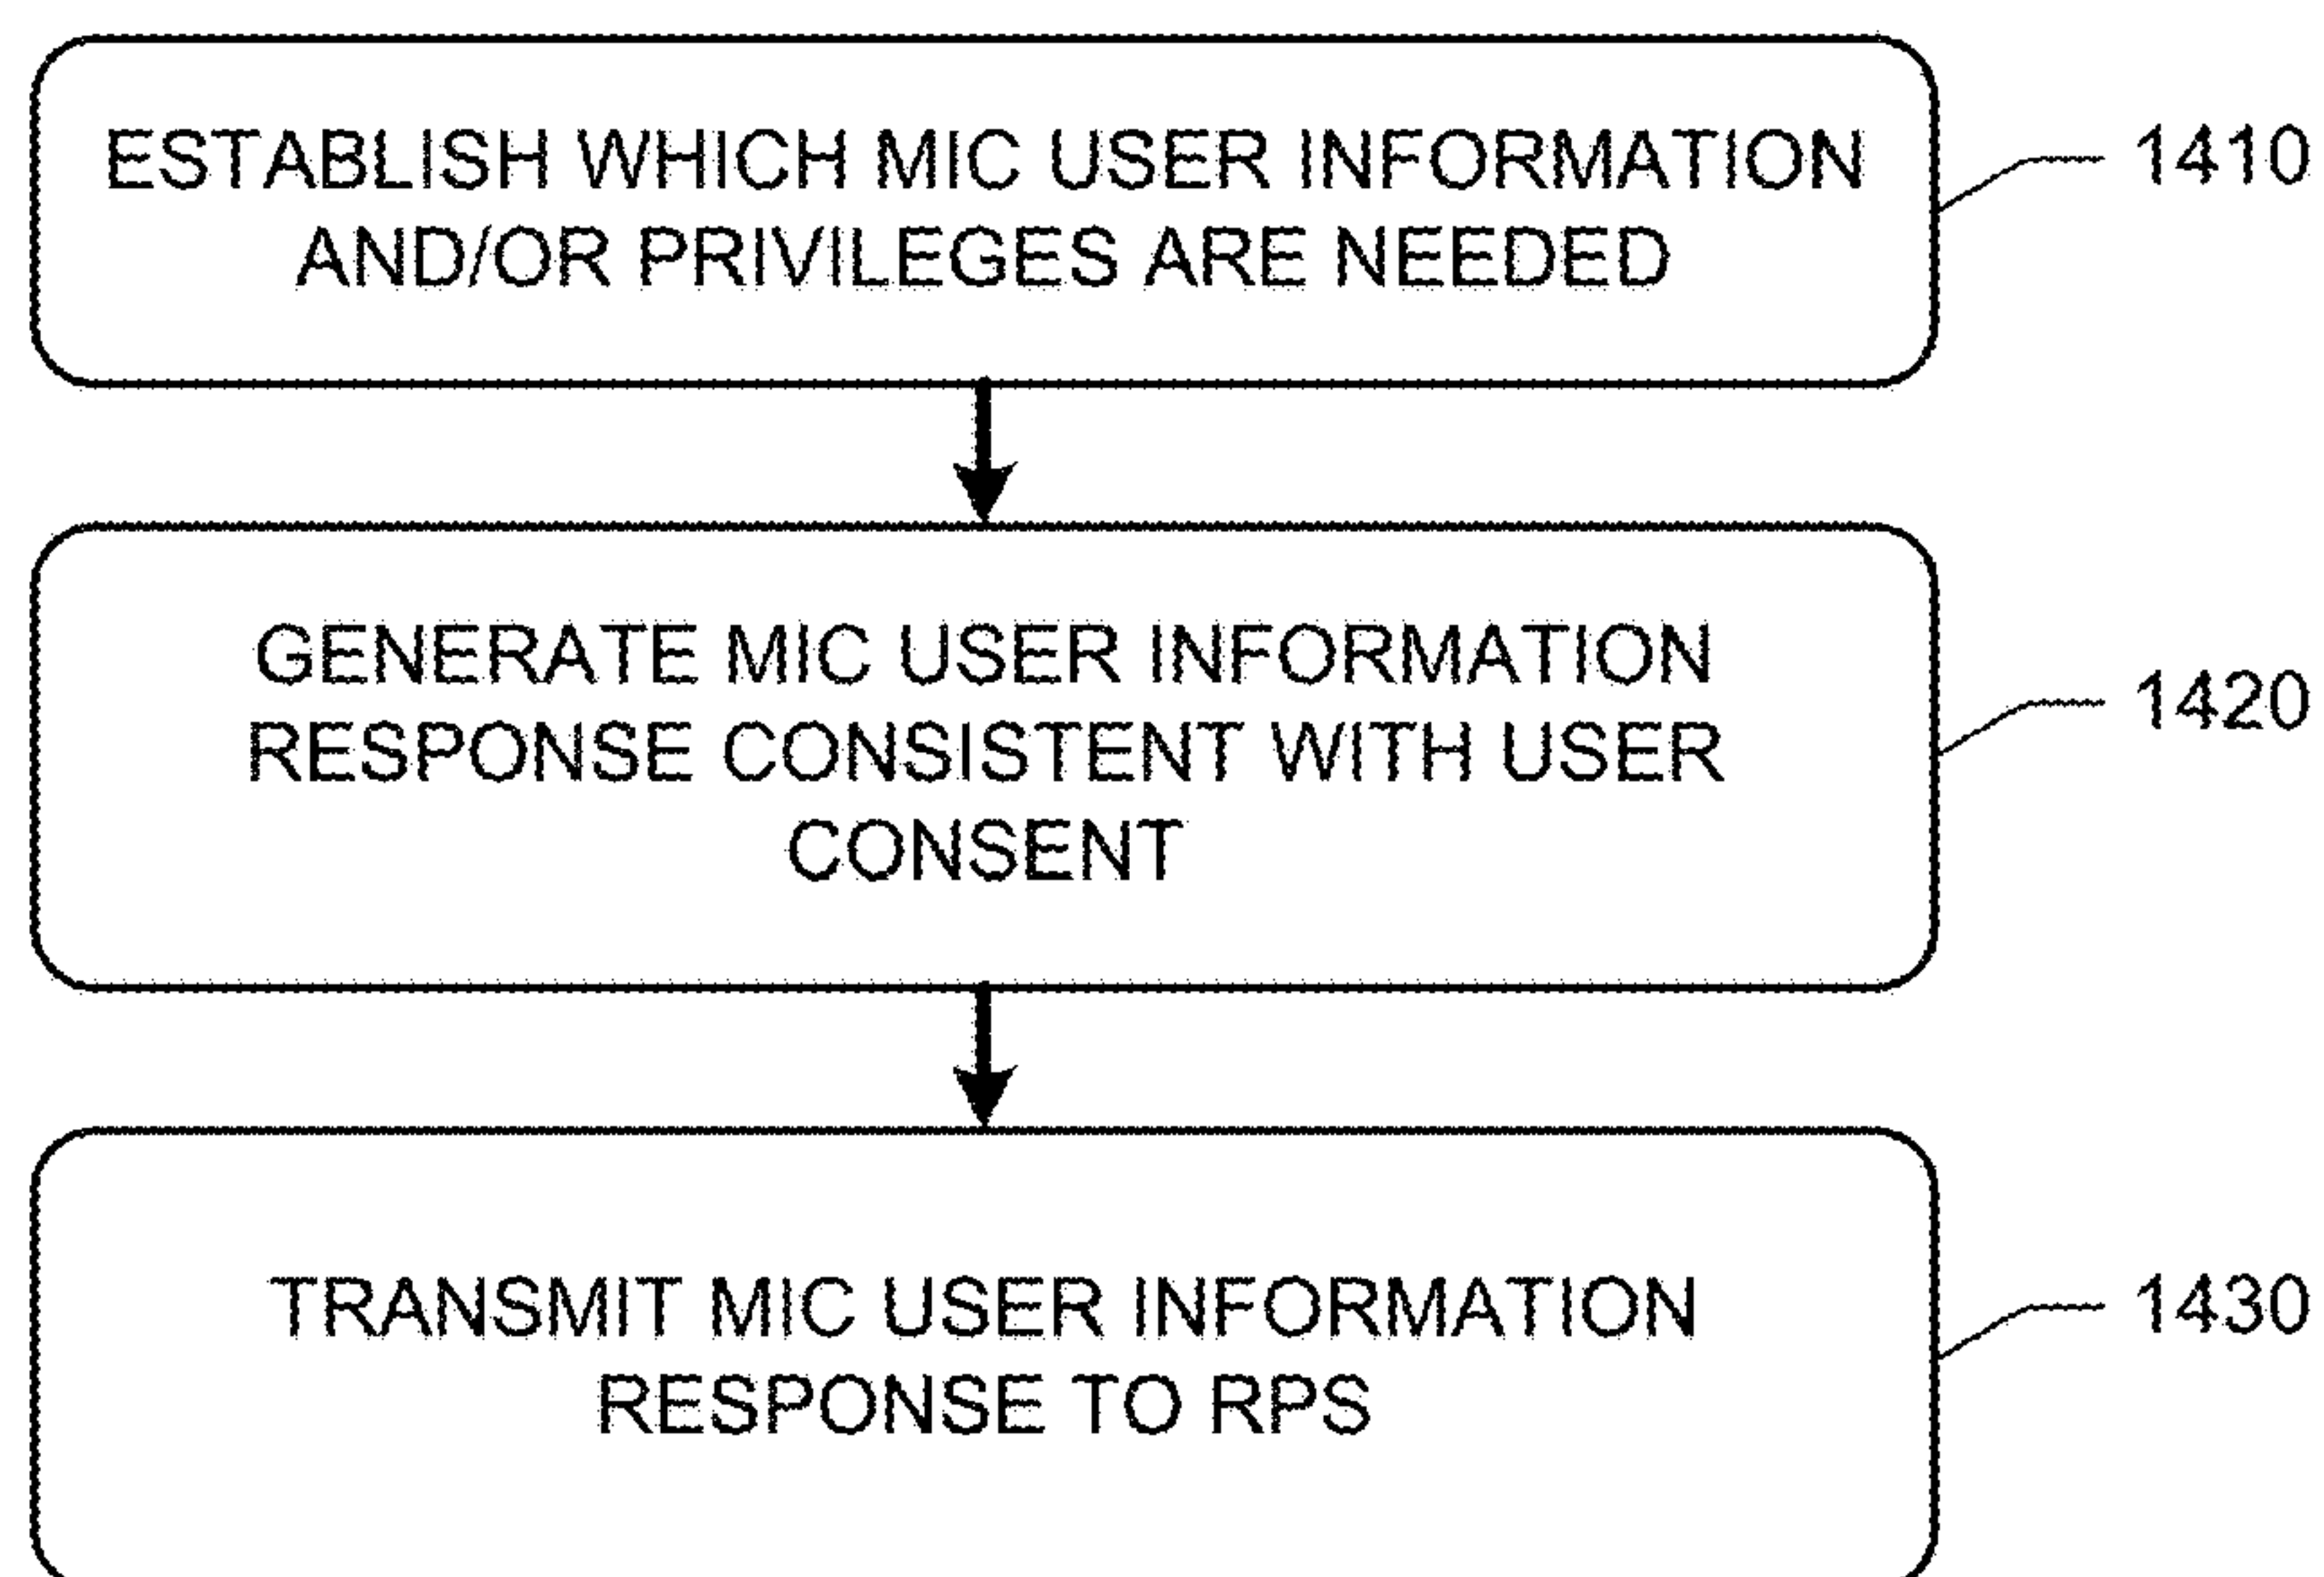 ESTABLISH WHICH MIC USER INFORMATION
AND/OR PRIVILEGES ARE NEEDED
1410
GENERATE MIC USER INFORMATION
RESPONSE CONSISTENT WITH USER
CONSENT
1420
TRANSMIT MIC USER INFORMATION
RESPONSE TO RPS
1430